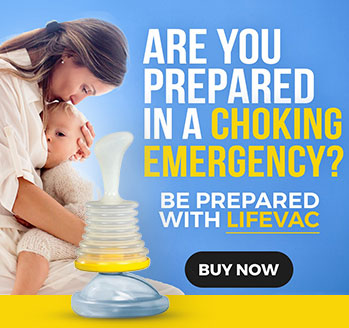 ARE YOU
PREPARED
IN A CHOKING
EMERGENCY?
BE PREPARED
WITH LIFEVAC
BUY NOW